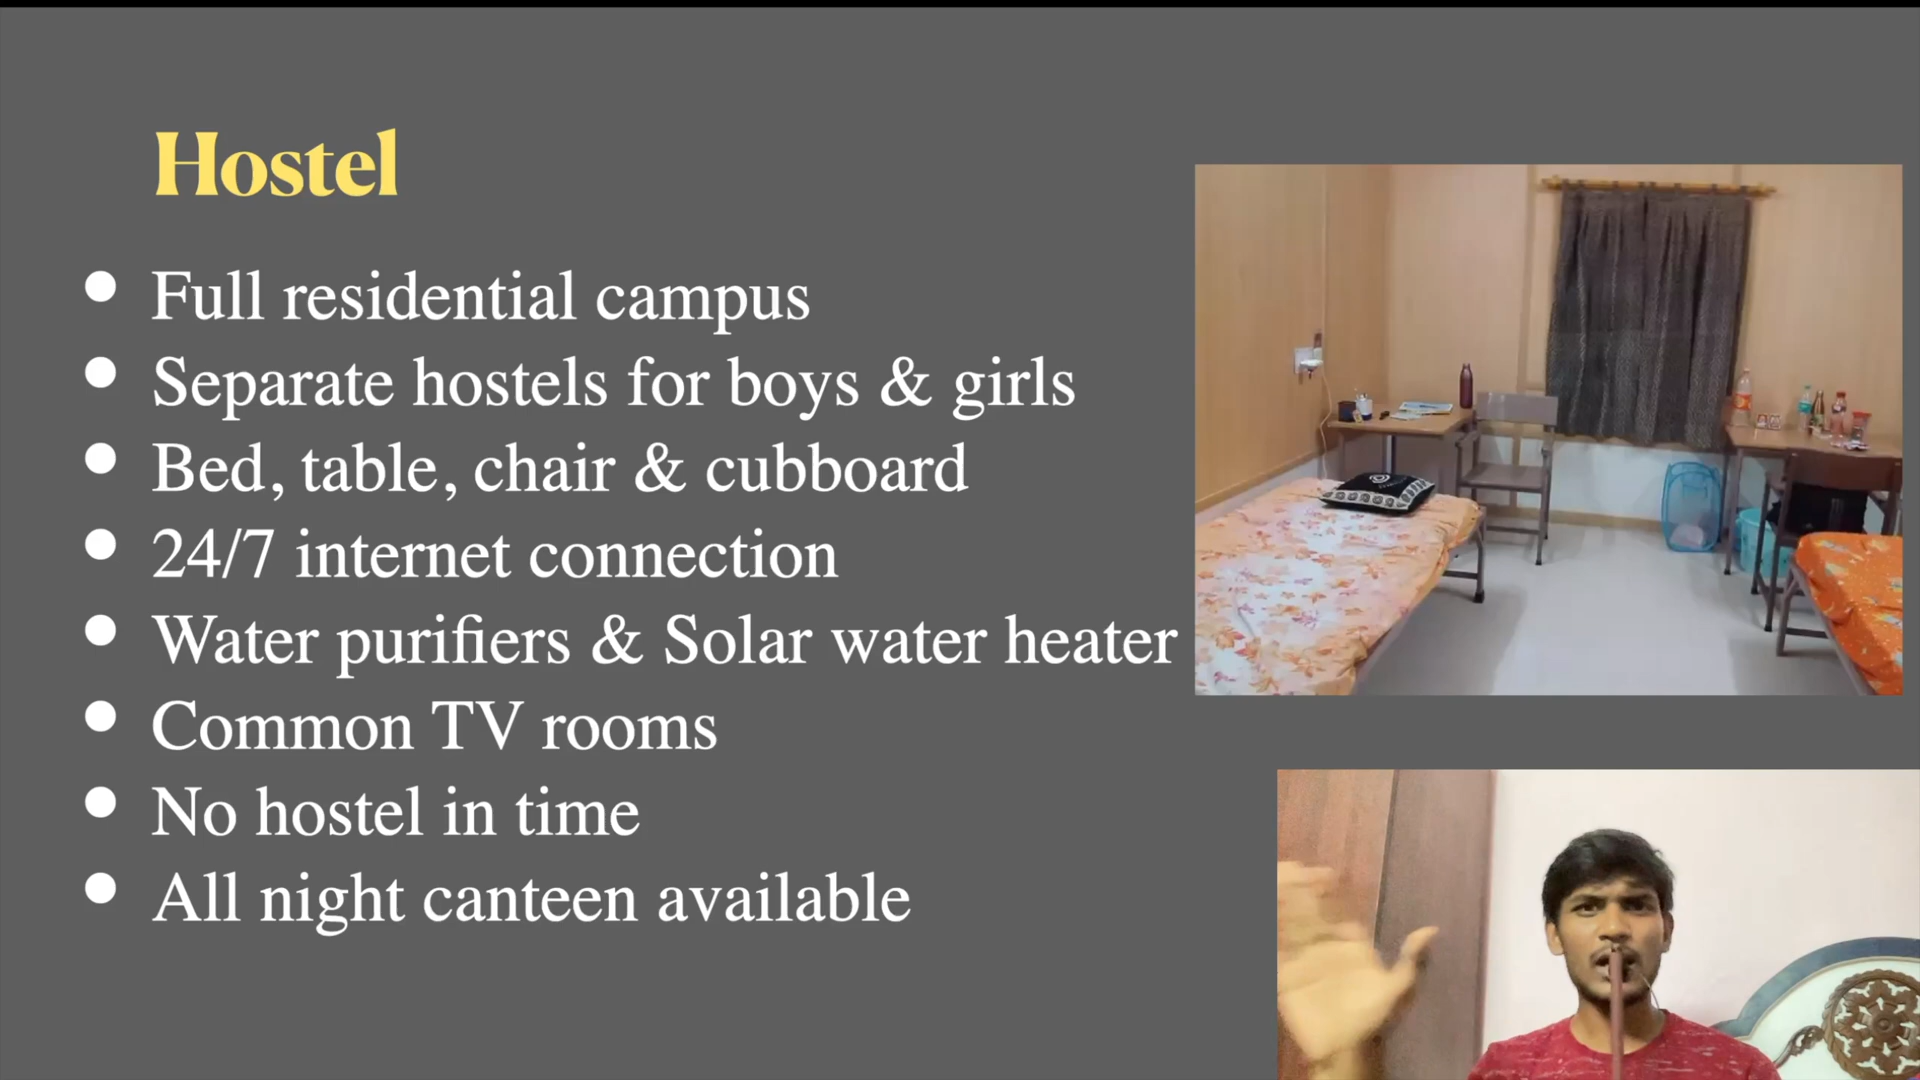 Hostel
• Full residential campus
• Separate hostels for boys & girls
• Bed, table, chair & cubboard
• 24/7 internet connection
• Water purifiers & Solar water heater
• Common TV rooms
• No hostel in time
• All night canteen available